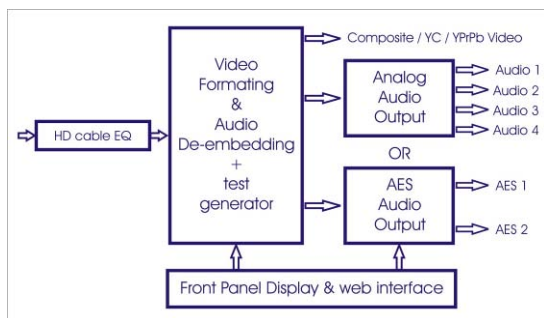 Composite / YC / YPrPb Video
Video
Formating
&
Audio
De-embedding
+
test
generator
HD cable EQ
Analog
Audio
Output
Audio 1
Audio 2
Audio 3
Audio 4
OR
AES
Audio
Output
AES 1
AES 2
Front Panel Display & web interface